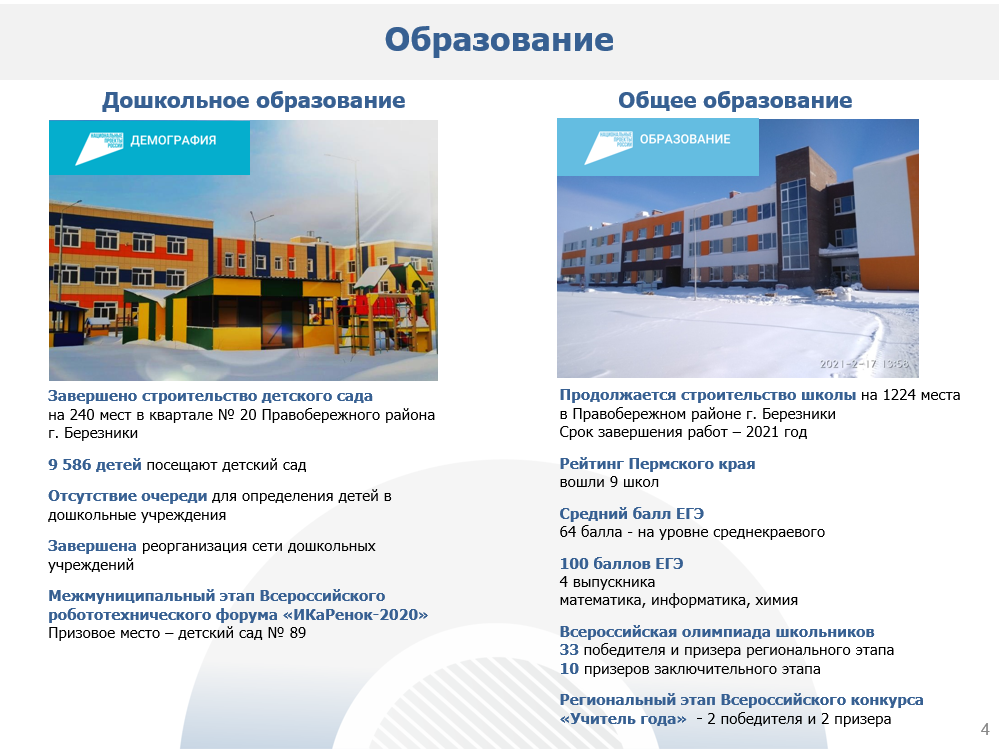 Образование
Дошкольное образование
НАЦИОНАЛЬНЫЕ
ПРОЕКТЫ
РОССИИ
ДЕМОГРАФИЯ
Завершено строительство детского сада
на 240 мест в квартале № 20 Правобережного района
г. Березники
9 586 детей посещают детский сад
Отсутствие очереди для определения детей в
дошкольные учреждения
Завершена реорганизация сети дошкольных
учреждений
Межмуниципальный этап Всероссийского
робототехнического форума «ИКаРенок-2020»
Призовое место – детский сад № 89
Общее образование
НАЦИОНАЛЬНЫЕ
ПРОЕКТЫ
РОССИИ
ОБРАЗОВАНИЕ
2021-2-17 13:58
Продолжается строительство школы на 1224 места
в Правобережном районе г. Березники
Срок завершения работ – 2021 год
Рейтинг Пермского края
вошли 9 школ
Средний балл ЕГЭ
64 балла - на уровне среднекраевого
100 баллов ЕГЭ
4 выпускника
математика, информатика, химия
Всероссийская олимпиада школьников
33 победителя и призера регионального этапа
10 призеров заключительного этапа
Региональный этап Всероссийского конкурса
«Учитель года» - 2 победителя и 2 призера
4